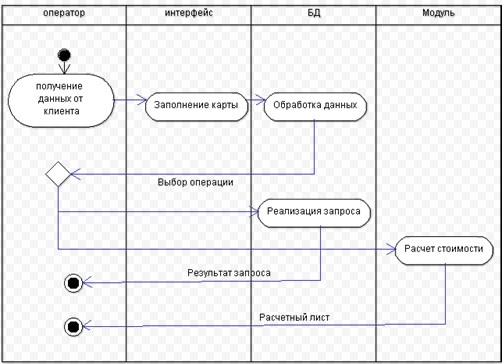 оператор
интерфейс
БД
Модуль
получение
данных от
клиента
Заполнение карты
Обработка данных
Выбор операции
Реализация запроса
Расчет стоимости
Результат запроса
Расчетный лист